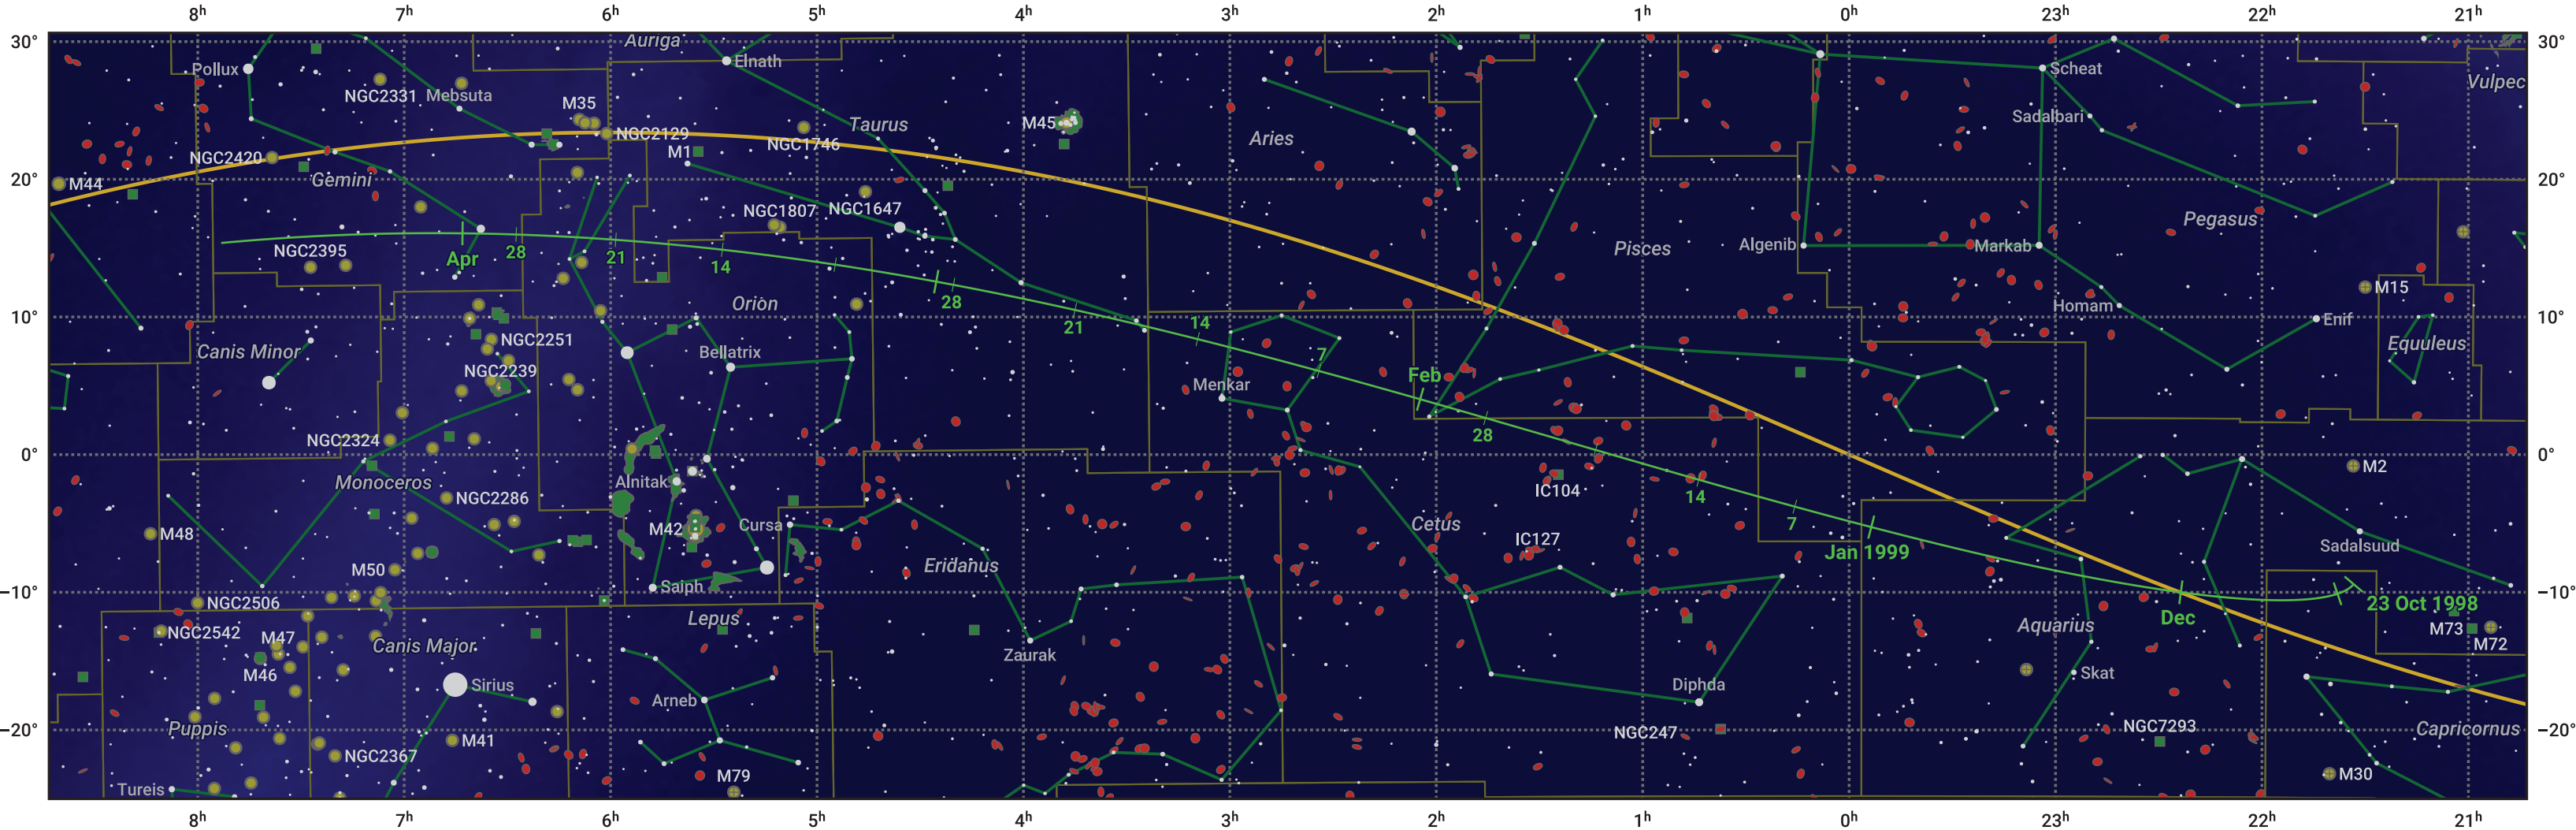 8h 7h 6h 5h 4h 3h 2h 1h 0h 23h 22h 21h
30° Auriga 30°
Pollux Elnath Scheat
Vulpec
NGC2331 Mebsuta
M35 M45 Taurus Aries Sadalbari
NGC2129
NGC1746
NGC2420 M1
20° M44 Gemini 20°
NGC1807 NGC1647 Pegasus
NGC2395 Pisces Algenib Markab
Apr 28 21 14
M15
Orion 28 Homam
10° 21 14 Enif 10°
NGC2251
Canis Minor Bellatrix 7 Equuleus
NGC2239 Menkar Feb
NGC2324 28
0° M2 0°
Monoceros Alnitak IC104
NGC2286 14
M48 M42 Cursa Cetus 7
IC127 Jan 1999 Sadalsuud
M50 Eridanus
−10° Saiph −10°
NGC2506 23 Oct 1998
Lepus Dec
NGC2542 M47 Aquarius M73
Canis Major M72
M46 Zaurak
Sirius Arneb Diphda Skat
−20° Puppis M41 NGC247 NGC7293 Capricornus −20°
NGC2367
M79 M30
Tureis
8h 7h 6h 5h 4h 3h 2h 1h 0h 23h 22h 21h